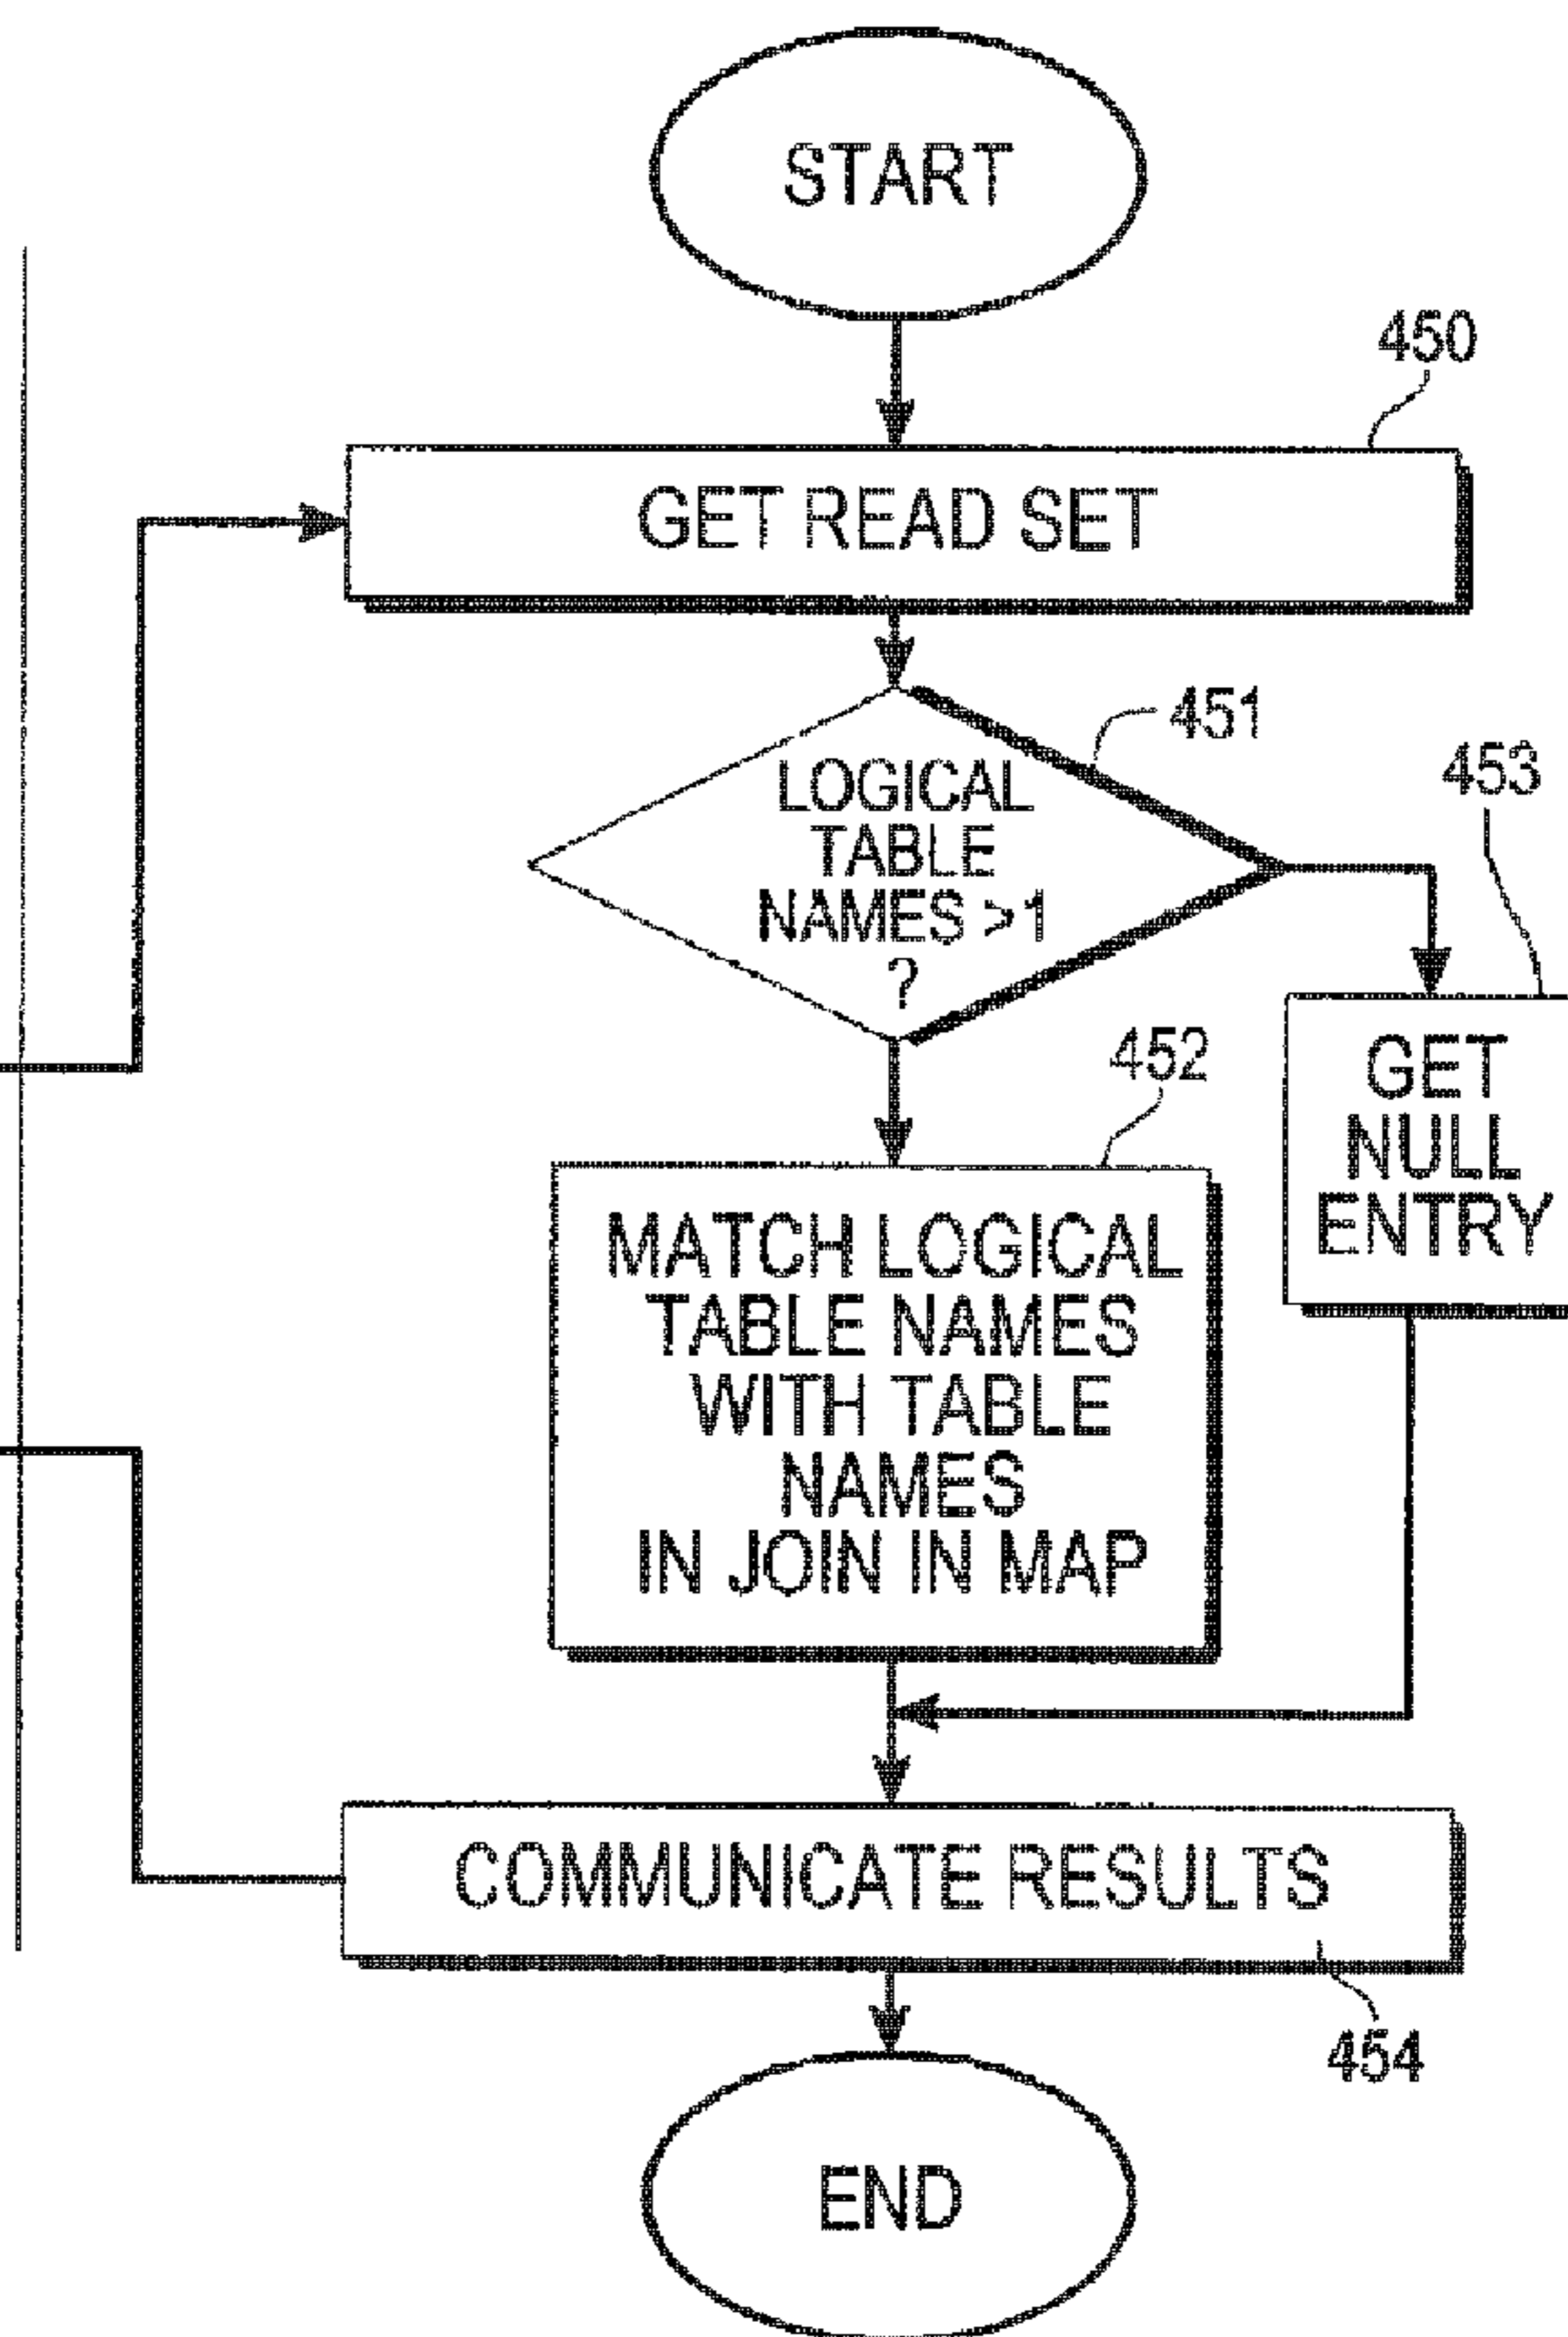 START
450
GET READ SET
451
LOGICAL
TABLE
NAMES >1
?
453
GET
NULL
ENTRY
452
MATCH LOGICAL
TABLE NAMES
WITH TABLE
NAMES
IN JOIN IN MAP
COMMUNICATE RESULTS
454
END